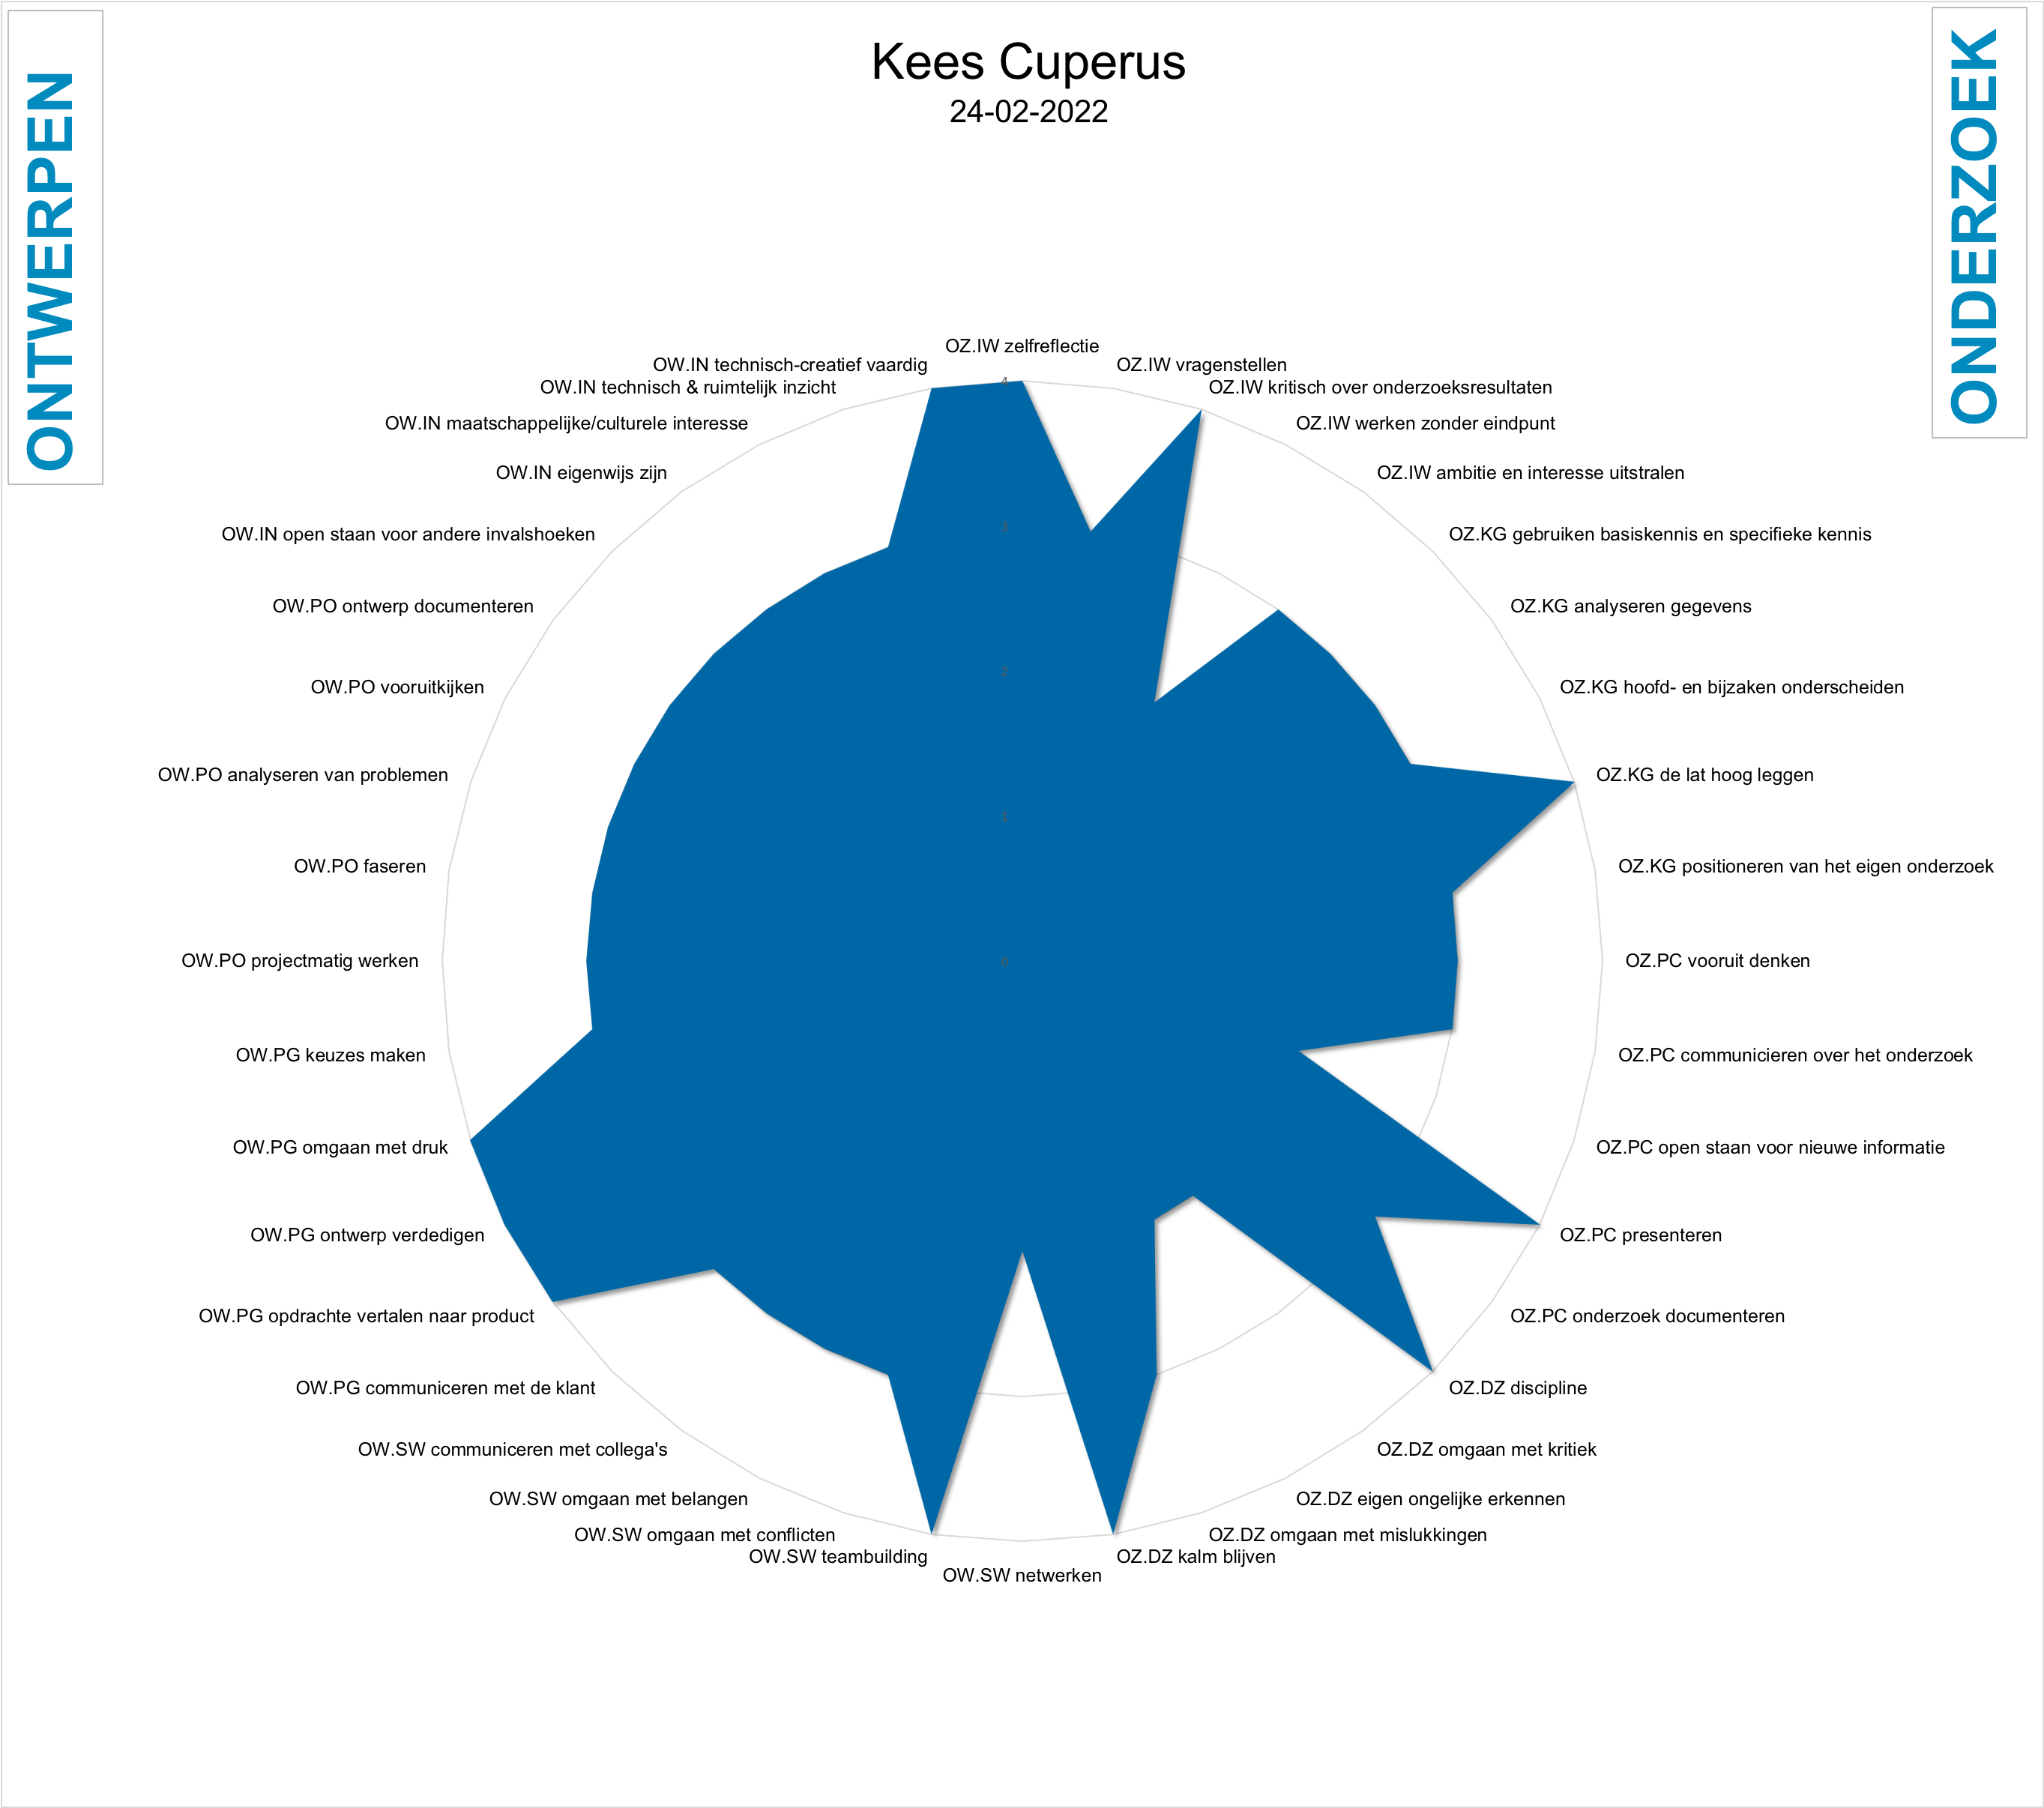 ONTWERPEN
ONDERZOEK
Kees Cuperus
24-02-2022
OZ.IW zelfreflectie
OZ.IW vragenstellen
OZ.IW kritisch over onderzoeksresultaten
OZ.IW werken zonder eindpunt
OZ.IW ambitie en interesse uitstralen
OZ.KG gebruiken basiskennis en specifieke kennis
OZ.KG analyseren gegevens
OZ.KG hoofd- en bijzaken onderscheiden
OZ.KG de lat hoog leggen
OZ.KG positioneren van het eigen onderzoek
OZ.PC vooruit denken
OZ.PC communicieren over het onderzoek
OZ.PC open staan voor nieuwe informatie
OZ.PC presenteren
OZ.PC onderzoek documenteren
OZ.DZ discipline
OZ.DZ omgaan met kritiek
OZ.DZ eigen ongelijke erkennen
OZ.DZ omgaan met mislukkingen
OZ.DZ kalm blijven
OW.SW netwerken
OW.SW teambuilding
OW.SW omgaan met conflicten
OW.SW omgaan met belangen
OW.SW communiceren met collega's
OW.PG communiceren met de klant
OW.PG opdrachte vertalen naar product
OW.PG ontwerp verdedigen
OW.PG omgaan met druk
OW.PG keuzes maken
OW.PO projectmatig werken
OW.PO faseren
OW.PO analyseren van problemen
OW.PO vooruitkijken
OW.PO ontwerp documenteren
OW.IN open staan voor andere invalshoeken
OW.IN eigenwijs zijn
OW.IN maatschappelijke/culturele interesse
OW.IN technisch & ruimtelijk inzicht
OW.IN technisch-creatief vaardig
4
3
2
1
0